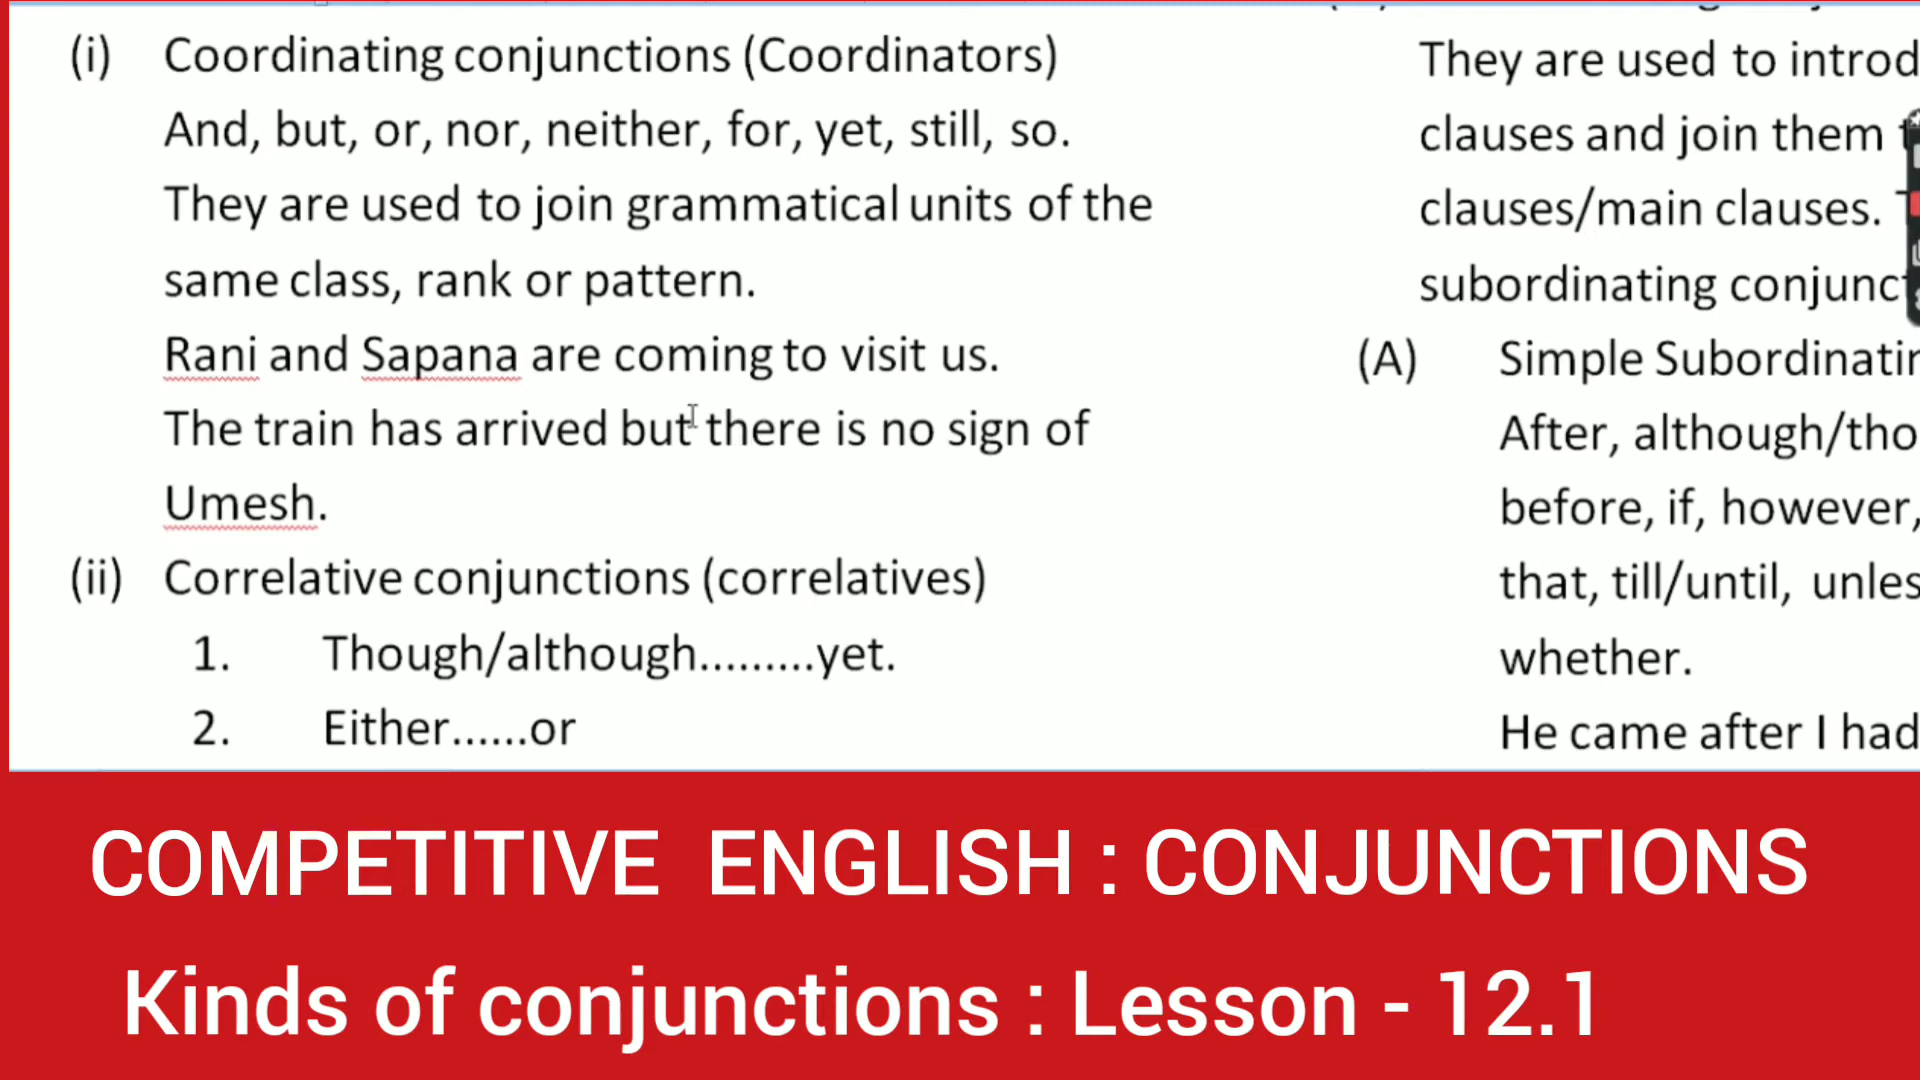 (i) Coordinating conjunctions (Coordinators)
And, but, or, nor, neither, for, yet, still, so.
They are used to join grammatical units of the
same class, rank or pattern.
Rani and Sapana are coming to visit us.
The train has arrived but there is no sign of
Umesh.
(ii) Correlative conjunctions (correlatives)
1. Though/although.........yet.
2. Either......or
They are used to
clauses and join them
clauses/main clauses.
subordinating
(A) Simple
After,
before, if, however,
that, till/until,
whether.
He came after I had
COMPETITIVE ENGLISH : CONJUNCTIONS
Kinds of conjunctions : Lesson - 12.1